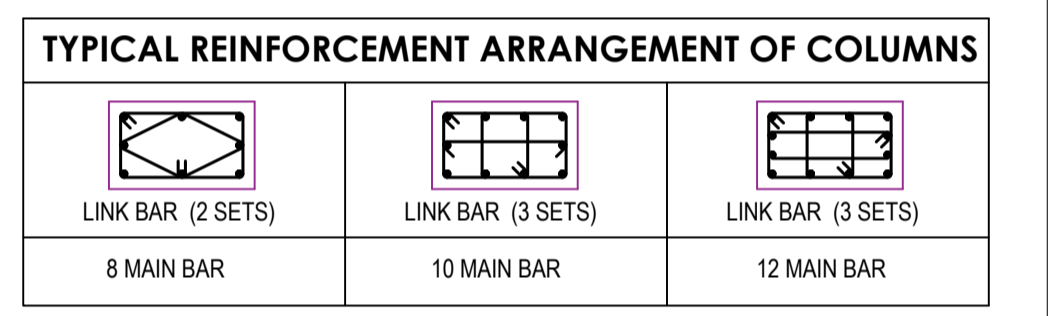 TYPICAL REINFORCEMENT ARRANGEMENT OF COLUMNS
LINK BAR (2 SETS)
LINK BAR (3 SETS)
LINK BAR (3 SETS)
8 MAIN BAR
10 MAIN BAR
12 MAIN BAR